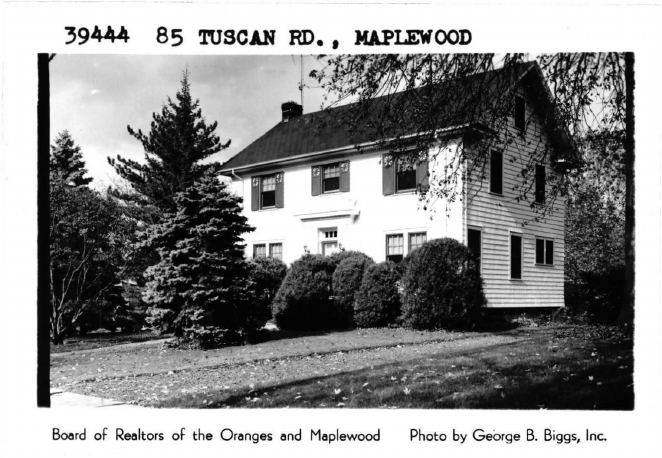 39444 85 TUSCAN RD., MAPLEWOOD
Board of Realtors of the Oranges and Maplewood Photo by George B. Biggs, Inc.